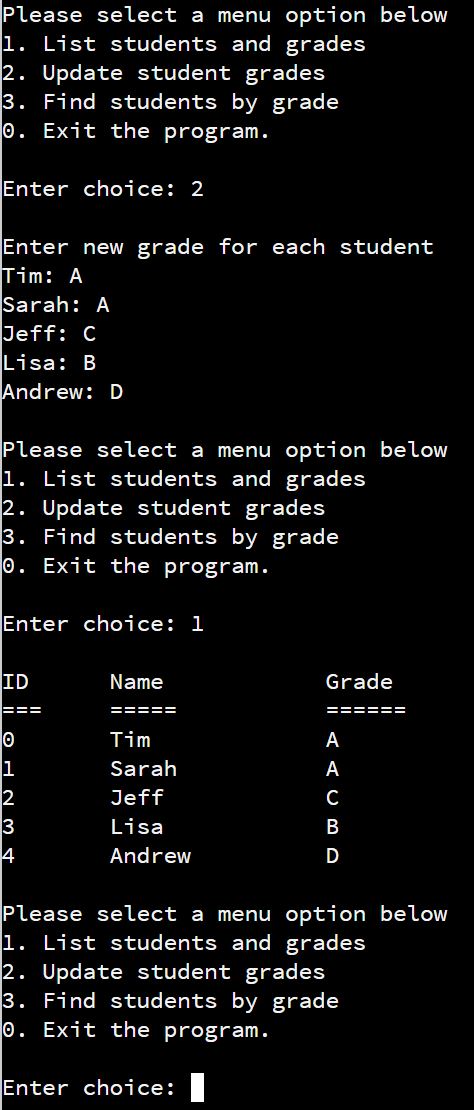 Please select a menu option below
1. List students and grades
2. Update student grades
3. Find students by grade
0. Exit the program.
Enter choice: 2
Enter new grade for each student
Tim: A
Sarah: A
Jeff: C
Lisa: B
Andrew: D
Please select a menu option below
1. List students and grades
2. Update student grades
3. Find students by grade
0. Exit the program.
Enter choice: 1
ID      Name            Grade
===     =====           ======
0       Tim             A
1       Sarah           A
2       Jeff            C
3       Lisa            B
4       Andrew          D
Please select a menu option below
1. List students and grades
2. Update student grades
3. Find students by grade
0. Exit the program.
Enter choice: